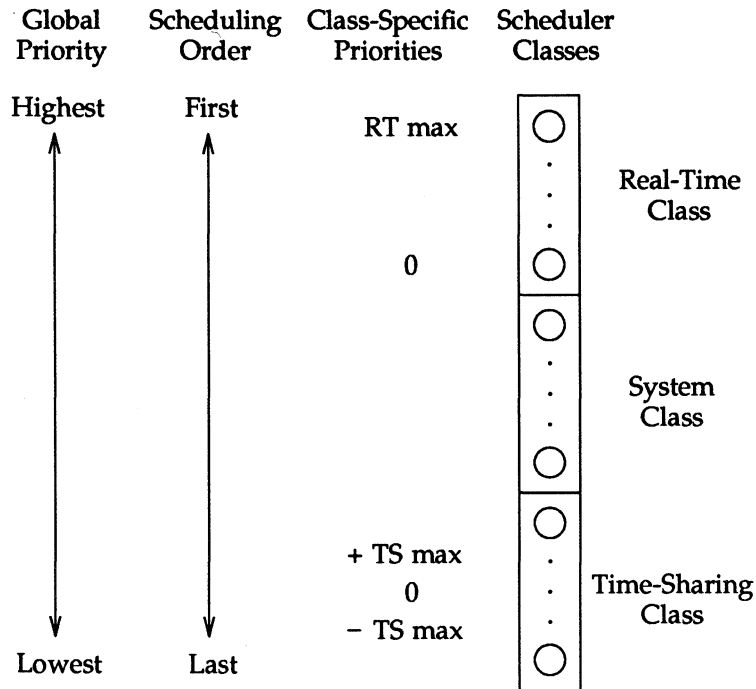 Global Priority
Scheduling Order
Class-Specific Priorities
Scheduler Classes
Highest
First
RT max
Real-Time
Class
0
System
Class
+ TS max
0
Time-Sharing
Class
− TS max
Lowest
Last